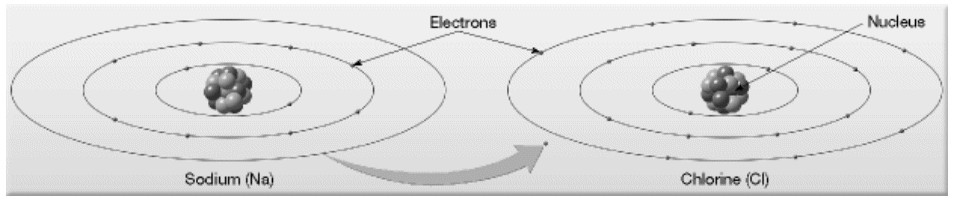 Electrons
Nucleus
Sodium (Na)
Chlorine (Cl)